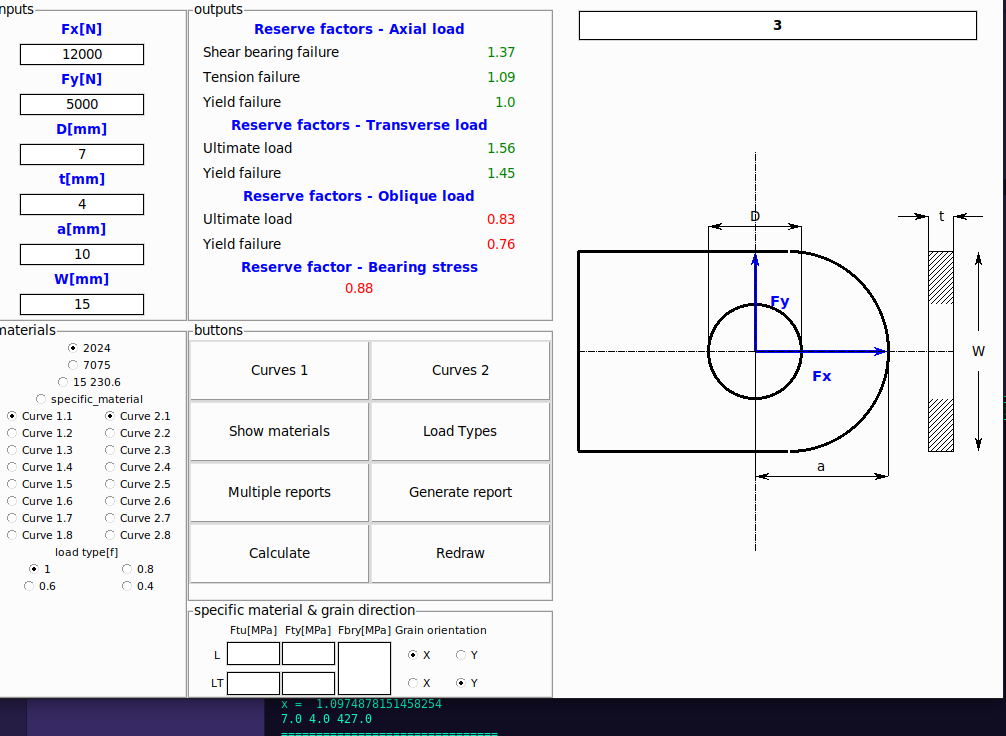 nputs
Fx[N]
12000
Fy[N]
5000
D[mm]
7
t[mm]
4
a[mm]
10
W[mm]
15
outputs
Reserve factors - Axial load
Shear bearing failure 1.37
Tension failure 1.09
Yield failure 1.0
Reserve factors - Transverse load
Ultimate load 1.56
Yield failure 1.45
Reserve factors - Oblique load
Ultimate load 0.83
Yield failure 0.76
Reserve factor - Bearing stress
0.88
materials
2024
7075
15 230.6
specific_material
Curve 1.1 Curve 2.1
Curve 1.2 Curve 2.2
Curve 1.3 Curve 2.3
Curve 1.4 Curve 2.4
Curve 1.5 Curve 2.5
Curve 1.6 Curve 2.6
Curve 1.7 Curve 2.7
Curve 1.8 Curve 2.8
load type[f]
1 0.8
0.6 0.4
buttons
Curves 1 Curves 2
Show materials Load Types
Multiple reports Generate report
Calculate Redraw
specific material & grain direction
Ftu[MPa] Fty[MPa] Fbry[MPa] Grain orientation
L X Y
LT X Y
3
D
t
Fy
W
Fx
a
x = 1.0974878151458254
7.0 4.0 427.0
==============================